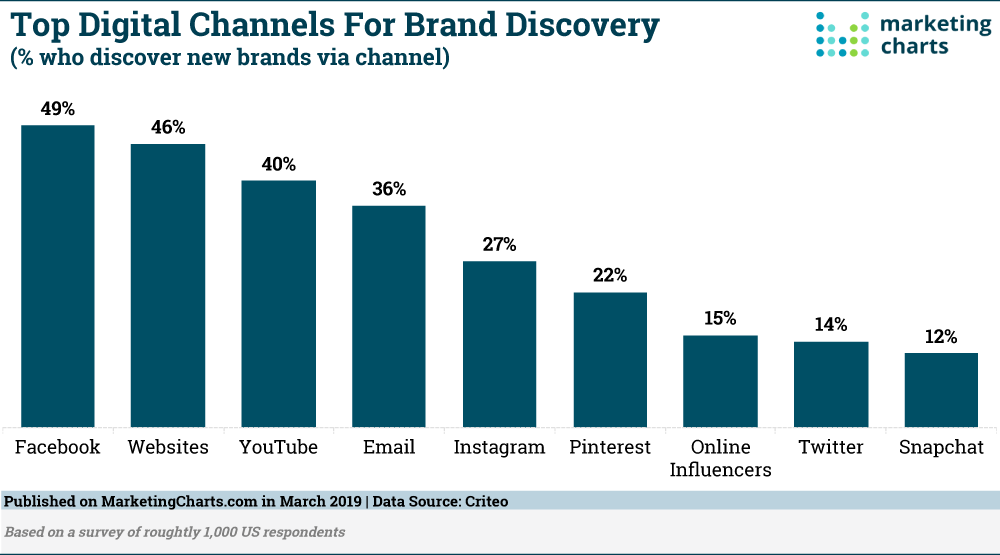 Top Digital Channels For Brand Discovery
(% who discover new brands via channel)
marketing
charts
49%
46%
40%
36%
27%
22%
15%
14%
12%
Facebook
Websites
YouTube
Email
Instagram
Pinterest
Online
Influencers
Twitter
Snapchat
Published on MarketingCharts.com in March 2019 | Data Source: Criteo
Based on a survey of roughtly 1,000 US respondents